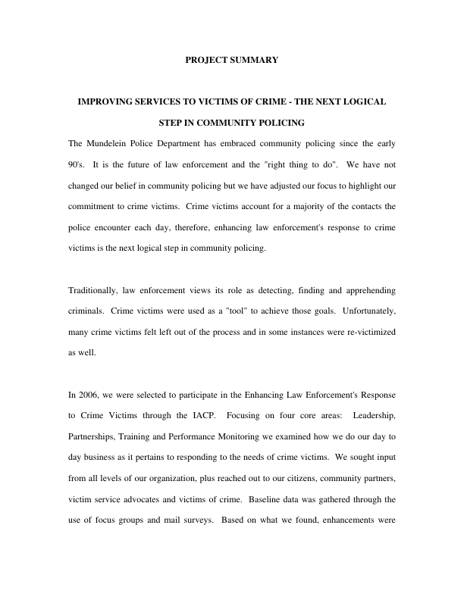 PROJECT SUMMARY
IMPROVING SERVICES TO VICTIMS OF CRIME - THE NEXT LOGICAL
STEP IN COMMUNITY POLICING
The Mundelein Police Department has embraced community policing since the early
90's. It is the future of law enforcement and the "right thing to do". We have not
changed our belief in community policing but we have adjusted our focus to highlight our
commitment to crime victims. Crime victims account for a majority of the contacts the
police encounter each day, therefore, enhancing law enforcement's response to crime
victims is the next logical step in community policing.
Traditionally, law enforcement views its role as detecting, finding and apprehending
criminals. Crime victims were used as a "tool" to achieve those goals. Unfortunately,
many crime victims felt left out of the process and in some instances were re-victimized
as well.
In 2006, we were selected to participate in the Enhancing Law Enforcement's Response
to Crime Victims through the IACP. Focusing on four core areas: Leadership,
Partnerships, Training and Performance Monitoring we examined how we do our day to
day business as it pertains to responding to the needs of crime victims. We sought input
from all levels of our organization, plus reached out to our citizens, community partners,
victim service advocates and victims of crime. Baseline data was gathered through the
use of focus groups and mail surveys. Based on what we found, enhancements were